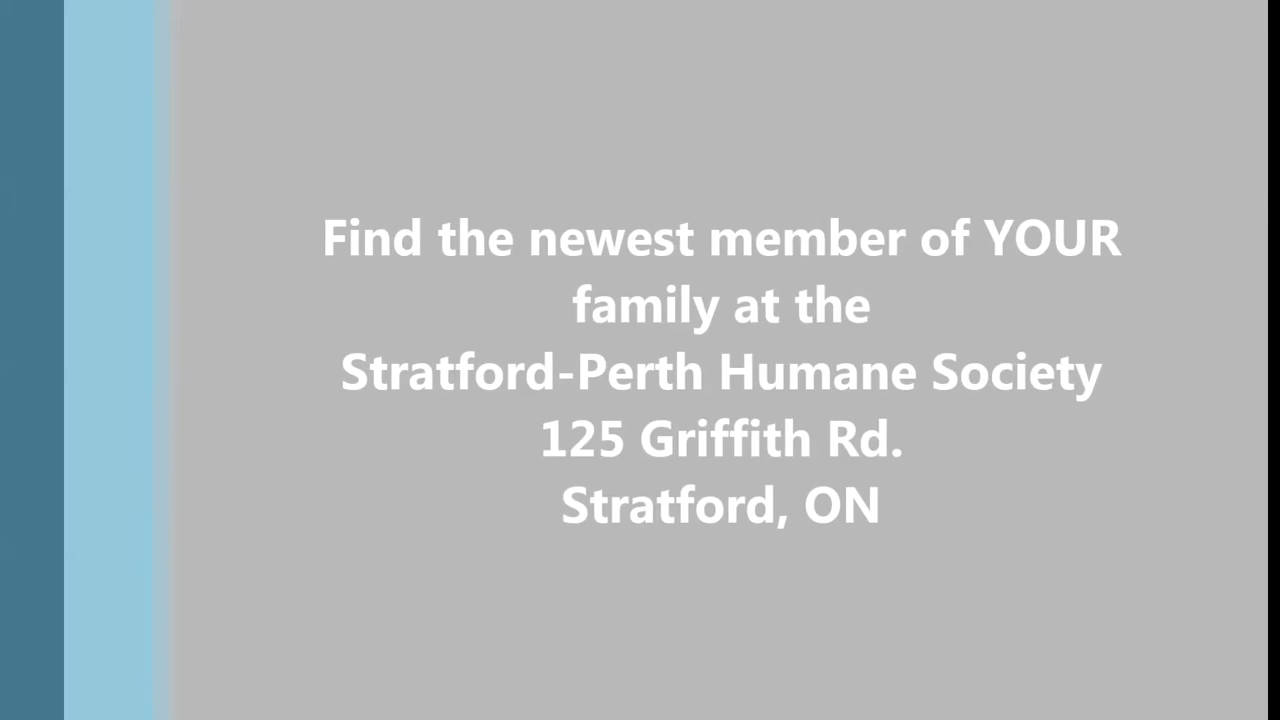 Find the newest member of YOUR
family at the
Stratford-Perth Humane Society
125 Griffith Rd.
Stratford, ON